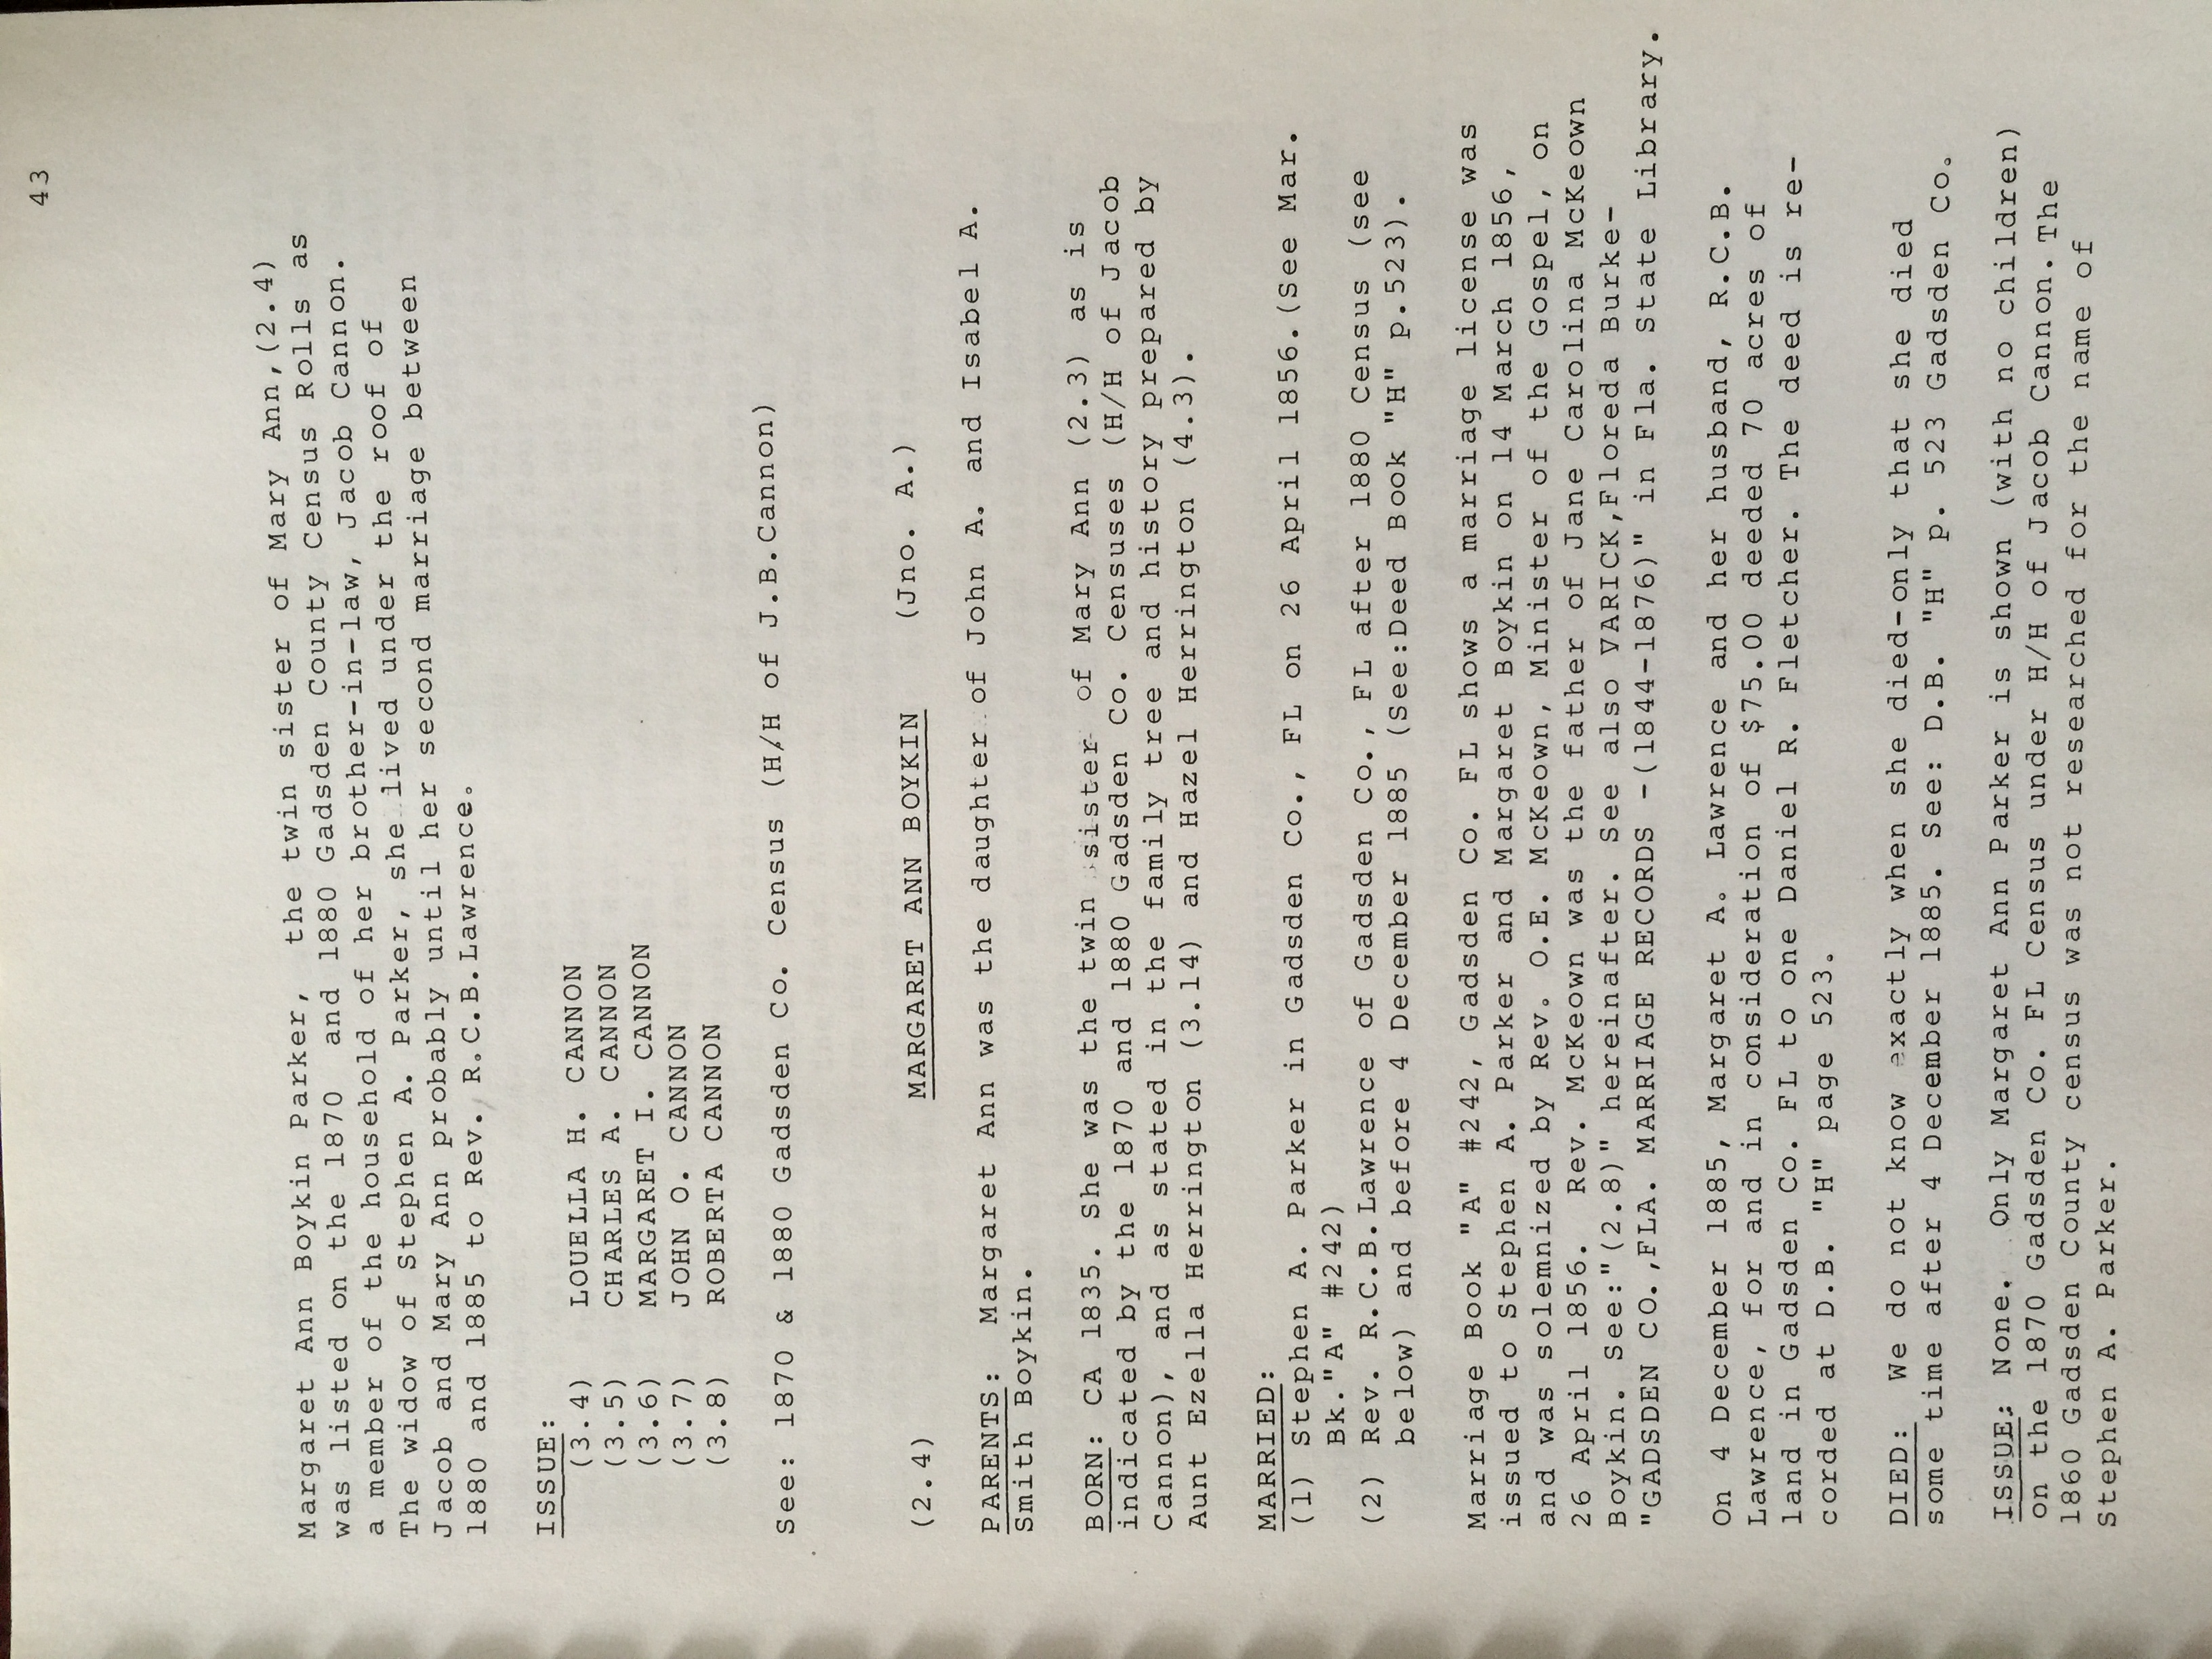 43
Margaret Ann Boykin Parker, the twin sister of Mary Ann,(2.4)
was listed on the 1870 and 1880 Gadsden County Census Rolls as
a member of the household of her brother-in-law, Jacob Cannon.
The widow of Stephen A. Parker, she lived under the roof of
Jacob and Mary Ann probably until her second marriage between
1880 and 1885 to Rev. R.C.B.Lawrence.
ISSUE:
(3.4) LOUELLA H. CANNON
(3.5) CHARLES A. CANNON
(3.6) MARGARET I. CANNON
(3.7) JOHN O. CANNON
(3.8) ROBERTA CANNON
See: 1870 & 1880 Gadsden Co. Census (H/H of J.B.Cannon)
(2.4) MARGARET ANN BOYKIN (Jno. A.)
PARENTS: Margaret Ann was the daughter of John A. and Isabel A.
Smith Boykin.
BORN: CA 1835. She was the twin sister of Mary Ann (2.3) as is
indicated by the 1870 and 1880 Gadsden Co. Censuses (H/H of Jacob
Cannon), and as stated in the family tree and history prepared by
Aunt Ezella Herrington (3.14) and Hazel Herrington (4.3).
MARRIED:
(1) Stephen A. Parker in Gadsden Co., FL on 26 April 1856.(See Mar.
Bk."A" #242)
(2) Rev. R.C.B.Lawrence of Gadsden Co., FL after 1880 Census (see
below) and before 4 December 1885 (See:Deed Book "H" p.523).
Marriage Book "A" #242, Gadsden Co. FL shows a marriage license was
issued to Stephen A. Parker and Margaret Boykin on 14 March 1856,
and was solemnized by Rev. O.E. McKeown, Minister of the Gospel, on
26 April 1856. Rev. McKeown was the father of Jane Carolina McKeown
Boykin. See:"(2.8)" hereinafter. See also VARICK,Floreda Burke-
"GADSDEN CO.,FLA. MARRIAGE RECORDS -(1844-1876)" in Fla. State Library.
On 4 December 1885, Margaret A. Lawrence and her husband, R.C.B.
Lawrence, for and in consideration of $75.00 deeded 70 acres of
land in Gadsden Co. FL to one Daniel R. Fletcher. The deed is re-
corded at D.B. "H" page 523.
DIED: We do not know exactly when she died-only that she died
some time after 4 December 1885. See: D.B. "H" p. 523 Gadsden Co.
ISSUE: None. Only Margaret Ann Parker is shown (with no children)
on the 1870 Gadsden Co. FL Census under H/H of Jacob Cannon.The
1860 Gadsden County census was not researched for the name of
Stephen A. Parker.